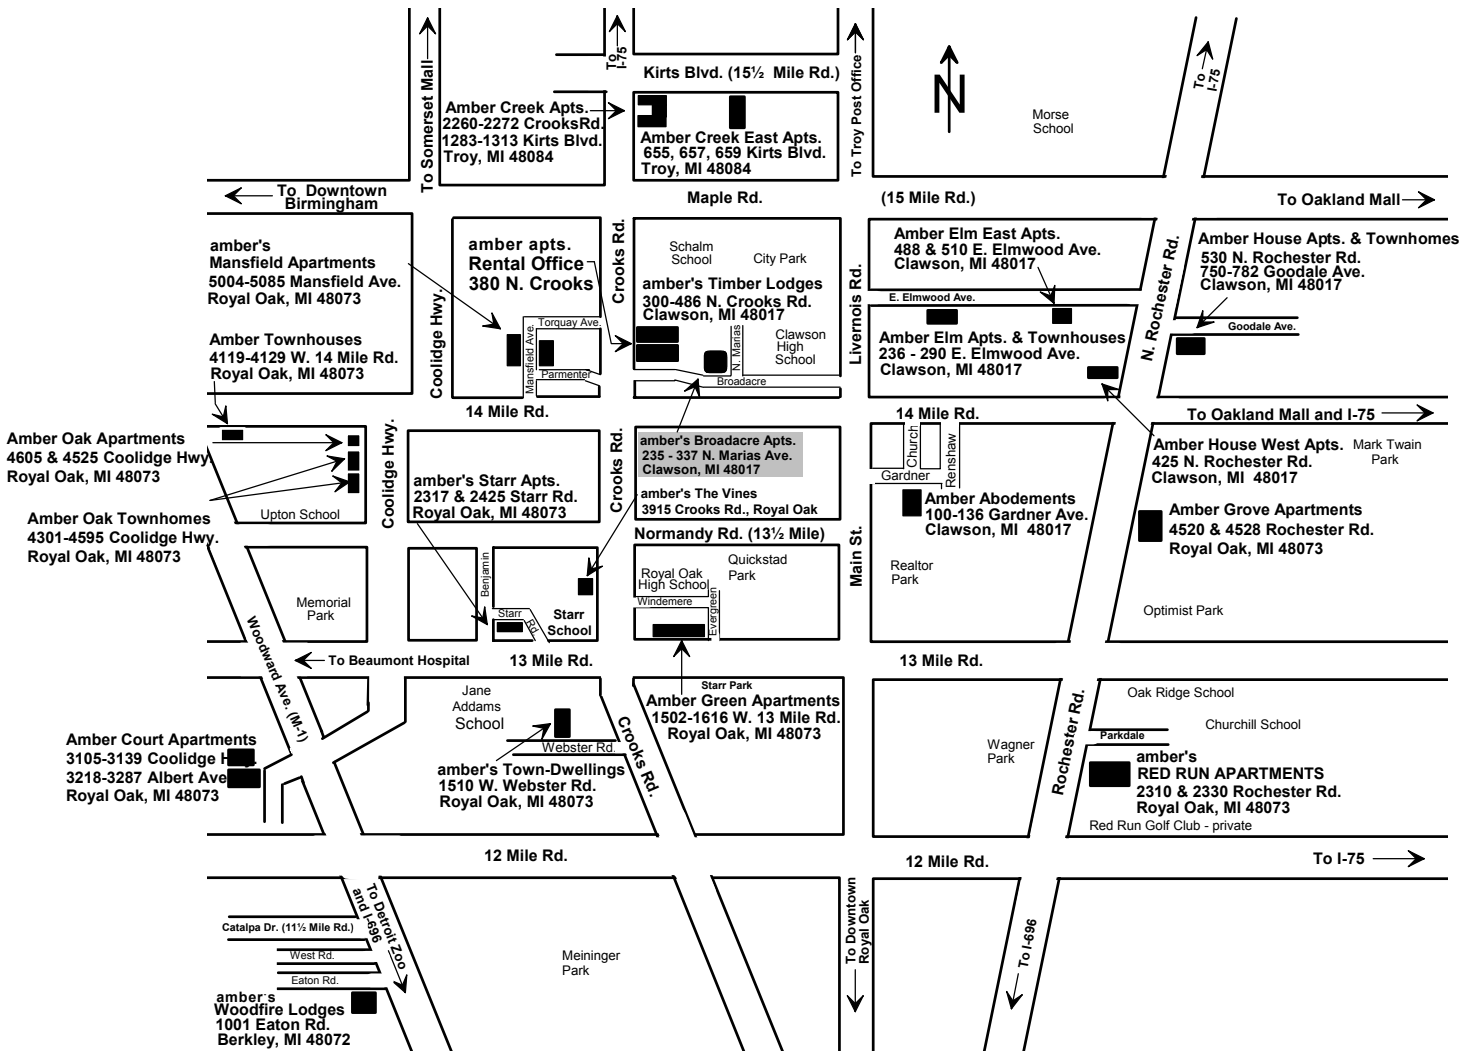 To Somerset Mall
To
I-75
Kirts Blvd. (15½ Mile Rd.)
To Troy Post Office
N
Morse
School
To
I-75
Amber Creek Apts.
2260-2272 CrooksRd.
1283-1313 Kirts Blvd.
Troy, MI 48084
Amber Creek East Apts.
655, 657, 659 Kirts Blvd.
Troy, MI 48084
To Downtown
Birmingham
Maple Rd.
(15 Mile Rd.)
To Oakland Mall
amber's
Mansfield Apartments
5004-5085 Mansfield Ave.
Royal Oak, MI 48073
Coolidge Hwy.
amber apts.
Rental Office
380 N. Crooks
Crooks Rd.
Schalm
School
City Park
amber's Timber Lodges
300-486 N. Crooks Rd.
Clawson, MI 48017
Livernois Rd.
Amber Elm East Apts.
488 & 510 E. Elmwood Ave.
Clawson, MI 48017
E. Elmwood Ave.
N. Rochester Rd.
Amber House Apts. & Townhomes
530 N. Rochester Rd.
750-782 Goodale Ave.
Clawson, MI 48017
Goodale Ave.
Amber Townhouses
4119-4129 W. 14 Mile Rd.
Royal Oak, MI 48073
Torquay Ave.
Mansfield Ave.
Parmenter
N. Marias
Clawson
High
School
Broadacre
Amber Elm Apts. & Townhouses
236 - 290 E. Elmwood Ave.
Clawson, MI 48017
14 Mile Rd.
14 Mile Rd.
To Oakland Mall and I-75
Amber Oak Apartments
4605 & 4525 Coolidge Hwy.
Royal Oak, MI 48073
Upton School
Coolidge Hwy.
amber's Starr Apts.
2317 & 2425 Starr Rd.
Royal Oak, MI 48073
Crooks Rd.
amber's Broadacre Apts.
235 - 337 N. Marias Ave.
Clawson, MI 48017
amber's The Vines
3915 Crooks Rd., Royal Oak
Church
Renshaw
Gardner
Amber Abodements
100-136 Gardner Ave.
Clawson, MI 48017
Amber House West Apts.
425 N. Rochester Rd.
Clawson, MI 48017
Mark Twain
Park
Amber Grove Apartments
4520 & 4528 Rochester Rd.
Royal Oak, MI 48073
Amber Oak Townhomes
4301-4595 Coolidge Hwy.
Royal Oak, MI 48073
Normandy Rd. (13½ Mile)
Main St.
Memorial
Park
Benjamin
Starr
Rd.
Starr
School
Royal Oak
High School
Windemere
Evergreen
Quickstad
Park
Realtor
Park
Optimist Park
Woodward Ave. (M-1)
To Beaumont Hospital
13 Mile Rd.
13 Mile Rd.
Jane
Addams
School
Webster Rd.
Crooks Rd.
Starr Park
Amber Green Apartments
1502-1616 W. 13 Mile Rd.
Royal Oak, MI 48073
Wagner
Park
Rochester Rd.
Oak Ridge School
Churchill School
Parkdale
Amber Court Apartments
3105-3139 Coolidge Hwy.
3218-3287 Albert Ave
Royal Oak, MI 48073
amber's Town-Dwellings
1510 W. Webster Rd.
Royal Oak, MI 48073
amber's
RED RUN APARTMENTS
2310 & 2330 Rochester Rd.
Royal Oak, MI 48073
Red Run Golf Club - private
12 Mile Rd.
12 Mile Rd.
To I-75
To Detroit Zoo
and I-696
Catalpa Dr. (11½ Mile Rd.)
West Rd.
Eaton Rd.
Meininger
Park
To Downtown
Royal Oak
To I-696
amber's
Woodfire Lodges
1001 Eaton Rd.
Berkley, MI 48072